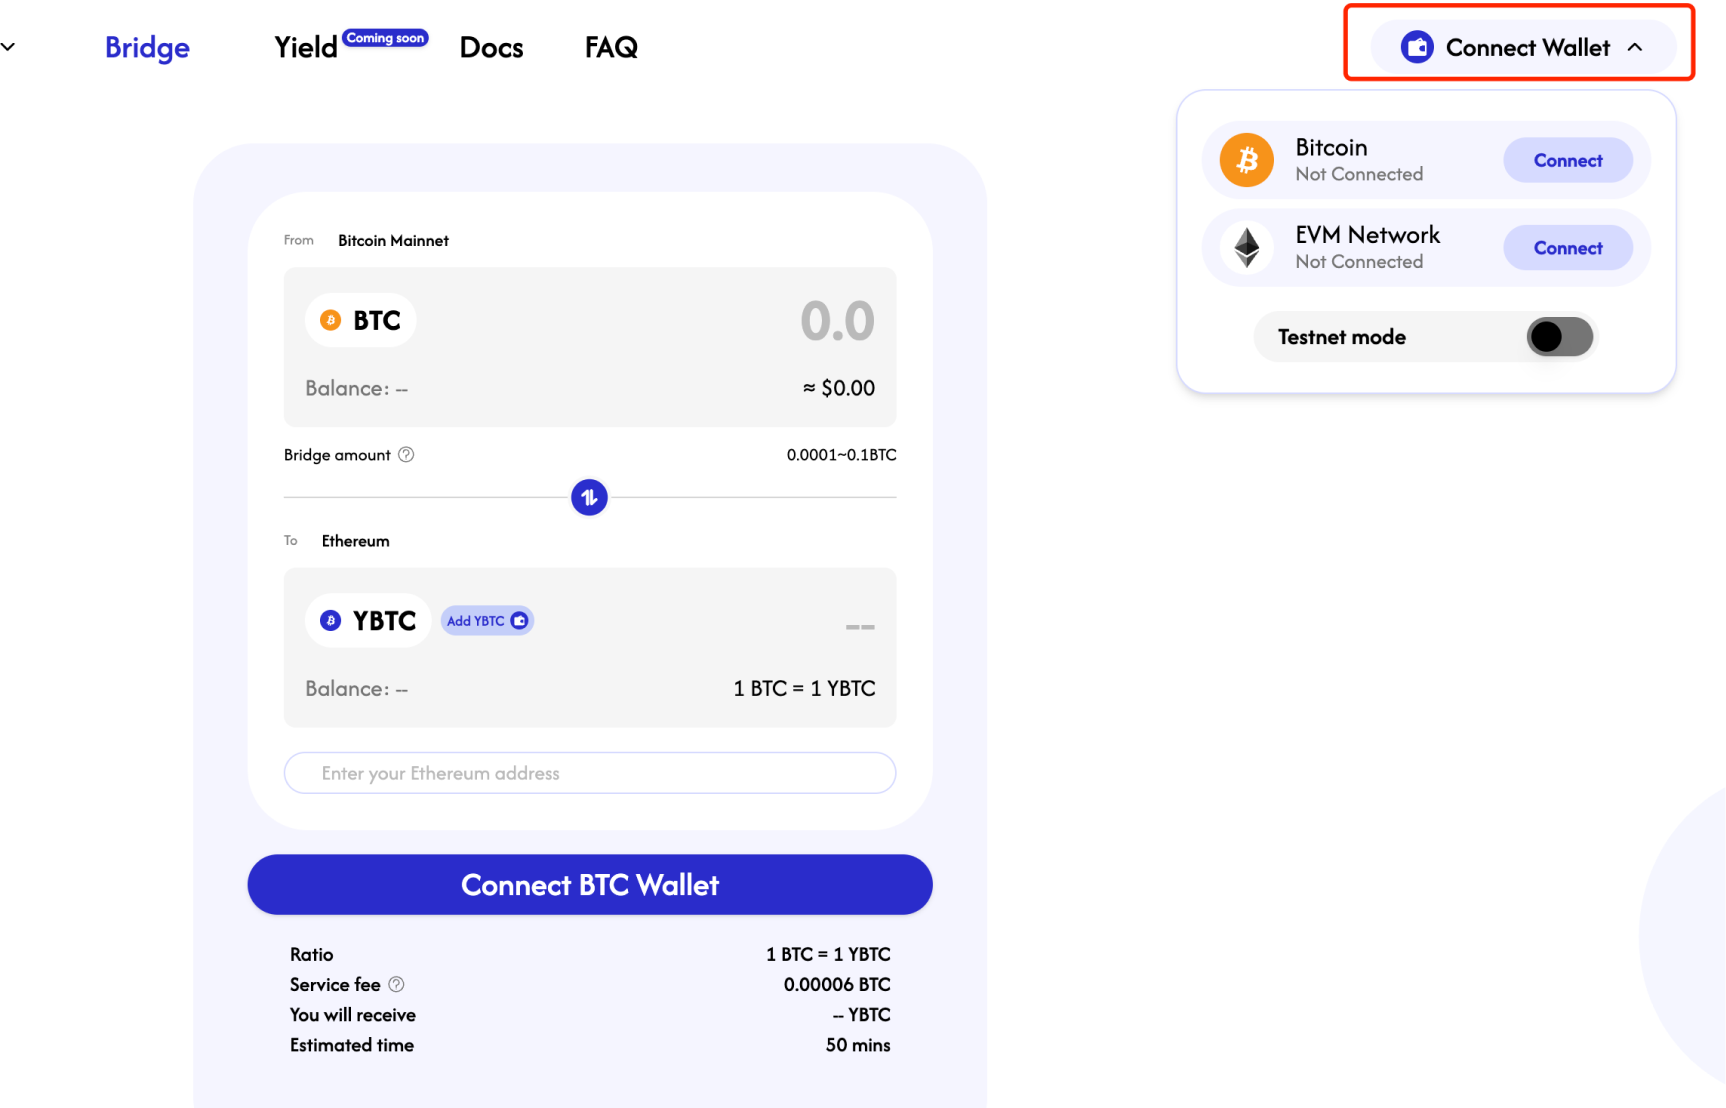 Bridge
Yield
Coming soon
Docs
FAQ
Connect Wallet
Bitcoin
Not Connected
Connect
EVM Network
Not Connected
Connect
Testnet mode
From Bitcoin Mainnet
BTC
0.0
Balance: --
≈ $0.00
Bridge amount
0.0001~0.1BTC
To Ethereum
YBTC
Add YBTC
--
Balance: --
1 BTC = 1 YBTC
Enter your Ethereum address
Connect BTC Wallet
Ratio
1 BTC = 1 YBTC
Service fee
0.00006 BTC
You will receive
-- YBTC
Estimated time
50 mins